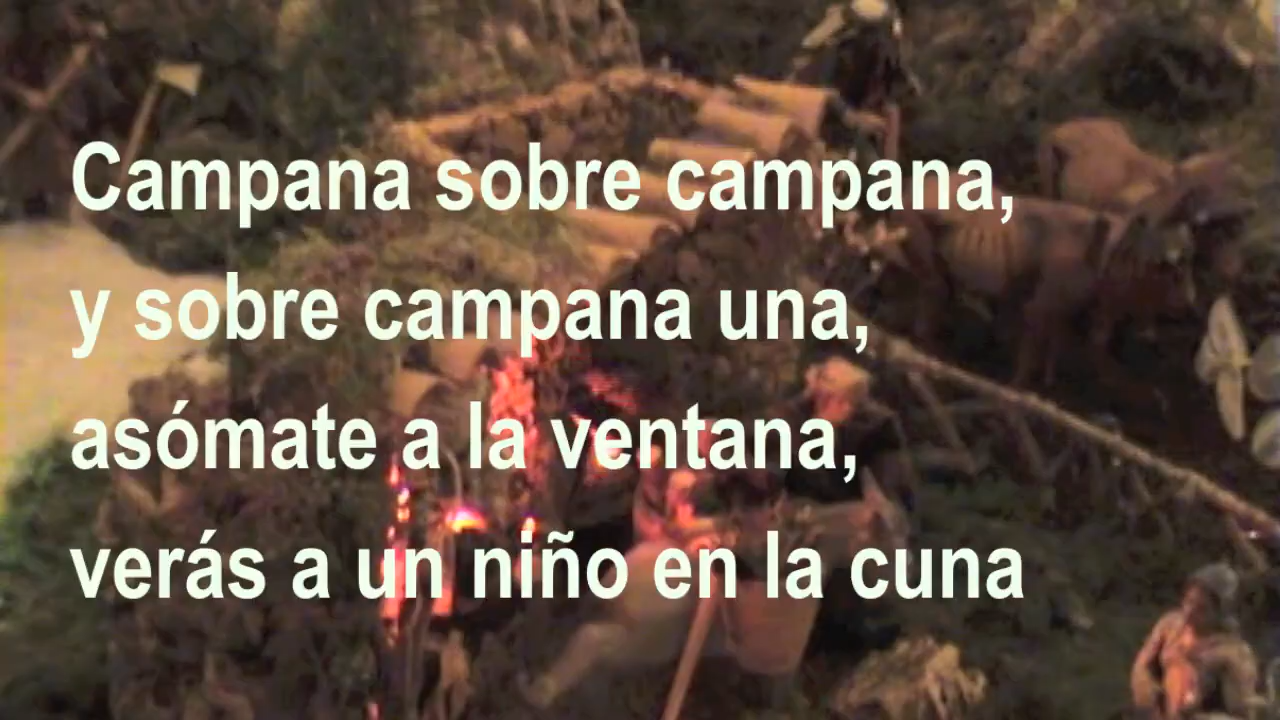 Campana sobre campana,
y sobre campana una,
asómate a la ventana,
verás a un niño en la cuna